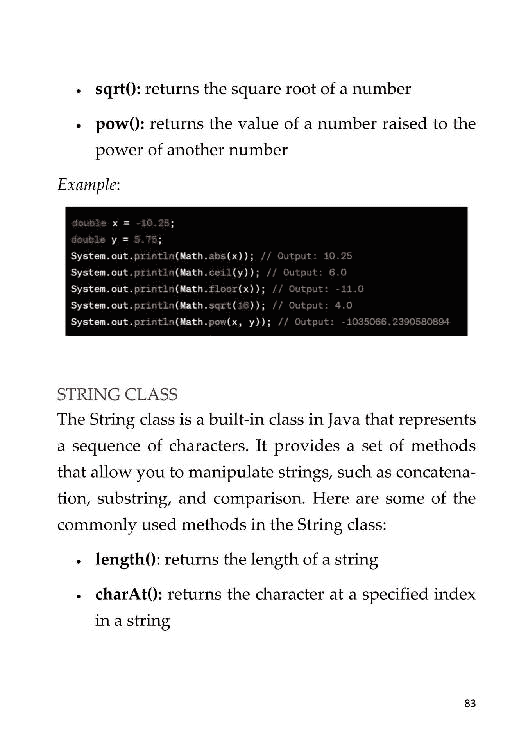 • sqrt(): returns the square root of a number
• pow(): returns the value of a number raised to the
power of another number
Example:
double x = -10.25;
double y = 5.75;
System.out.println(Math.abs(x)); // Output: 10.25
System.out.println(Math.ceil(y)); // Output: 6.0
System.out.println(Math.floor(x)); // Output: -11.0
System.out.println(Math.sqrt(16)); // Output: 4.0
System.out.println(Math.pow(x, y)); // Output: -1035066.2390580894
STRING CLASS
The String class is a built-in class in Java that represents
a sequence of characters. It provides a set of methods
that allow you to manipulate strings, such as concatena-
tion, substring, and comparison. Here are some of the
commonly used methods in the String class:
• length(): returns the length of a string
• charAt(): returns the character at a specified index
in a string
83